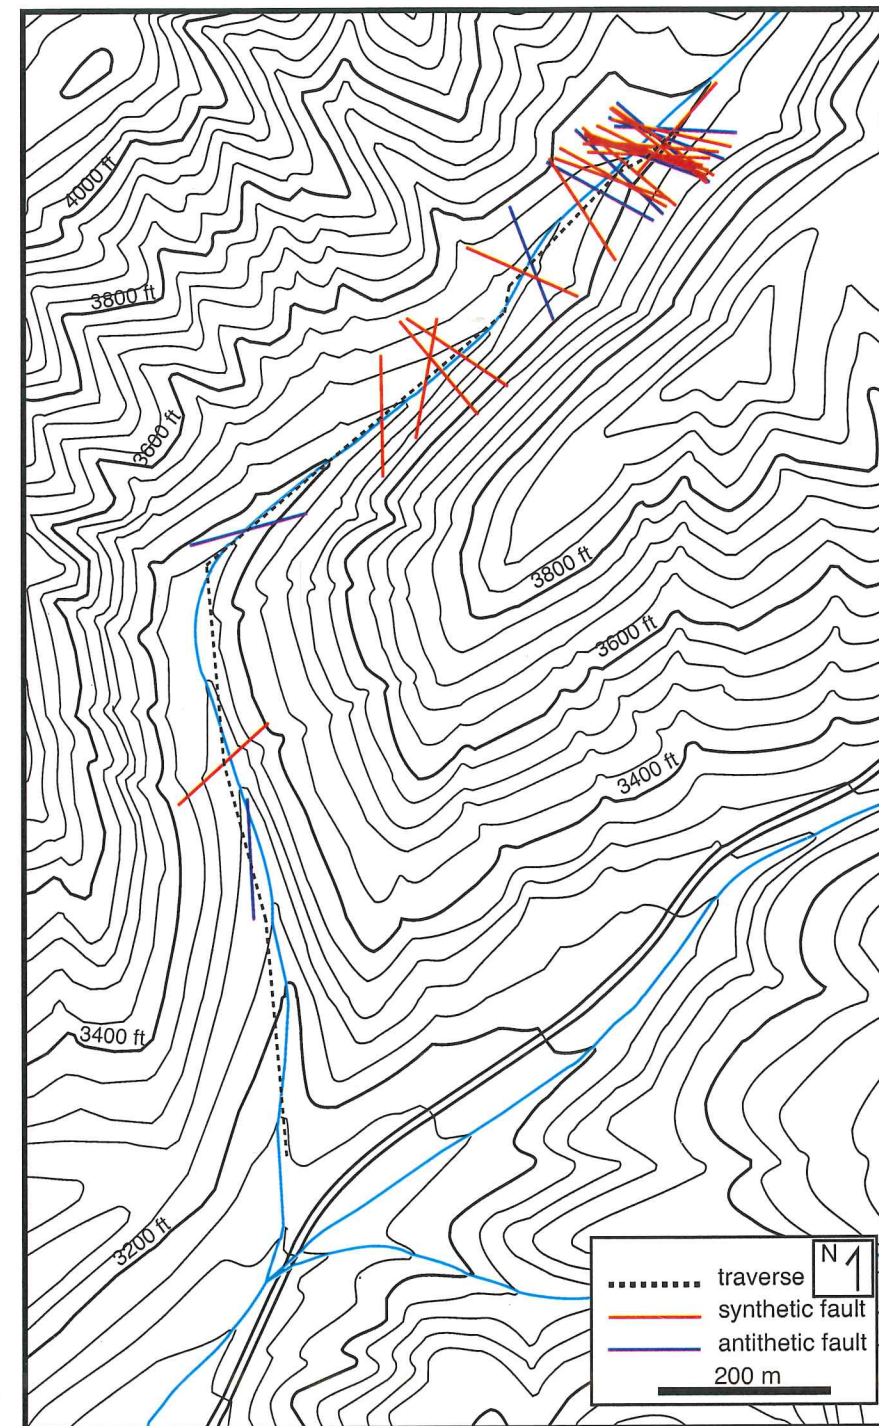 4000 ft
3800 ft
3600 ft
3800 ft
3600 ft
3400 ft
3400 ft
3200 ft
N
traverse
synthetic fault
antithetic fault
200 m